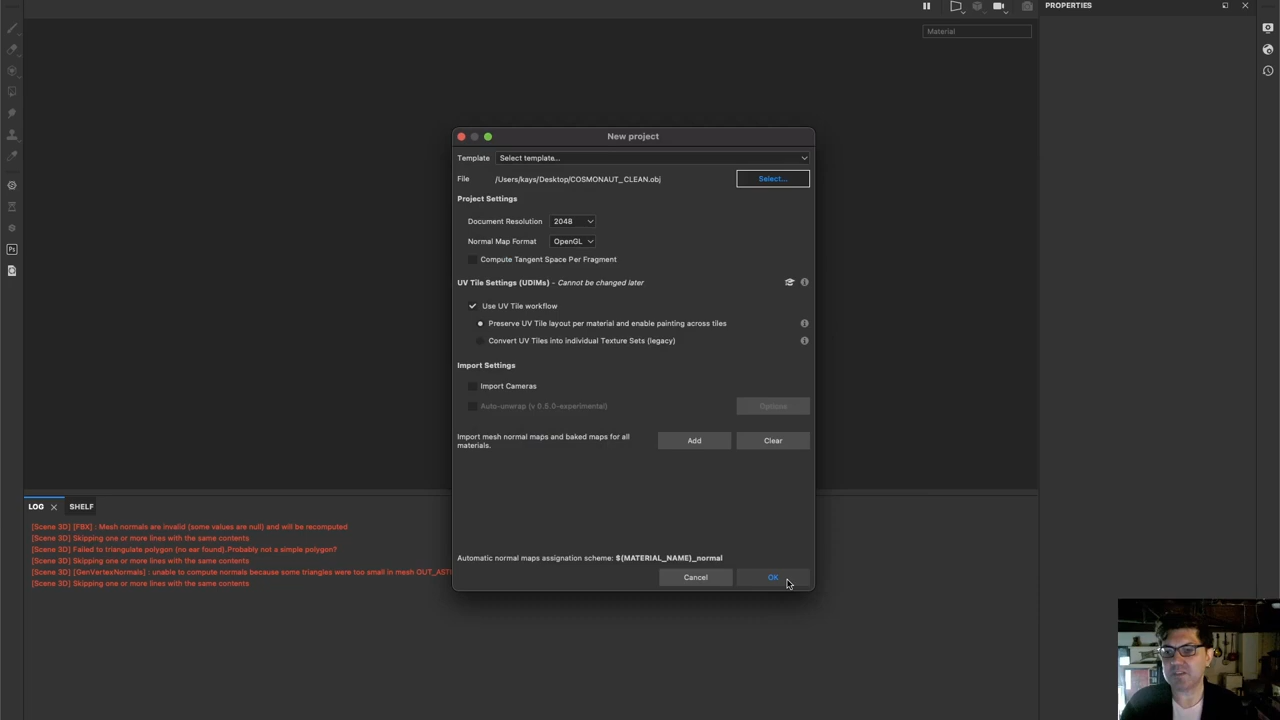 PROPERTIES
Material
New project
Template
Select template...
File
/Users/kays/Desktop/COSMONAUT_CLEAN.obj
Select...
Project Settings
Document Resolution
2048
Normal Map Format
OpenGL
Compute Tangent Space Per Fragment
UV Tile Settings (UDIMs) - Cannot be changed later
Use UV Tile workflow
Preserve UV Tile layout per material and enable painting across tiles
Convert UV Tiles into individual Texture Sets (legacy)
Import Settings
Import Cameras
Auto-unwrap (v 0.5.0-experimental)
Import mesh normal maps and baked maps for all
materials.
Add
Clear
Automatic normal maps assignation scheme: $(MATERIAL_NAME)_normal
Cancel
OK
Ps
LOG
SHELF
[Scene 3D] [FBX] : Mesh normals are invalid (some values are null) and will be recomputed
[Scene 3D] Skipping one or more lines with the same contents
[Scene 3D] Failed to triangulate polygon (no ear found).Probably not a simple polygon?
[Scene 3D] Skipping one or more lines with the same contents
[Scene 3D] [GenVertexNormals] : unable to compute normals because some triangles were too small in mesh OUT_ASTI
[Scene 3D] Skipping one or more lines with the same contents